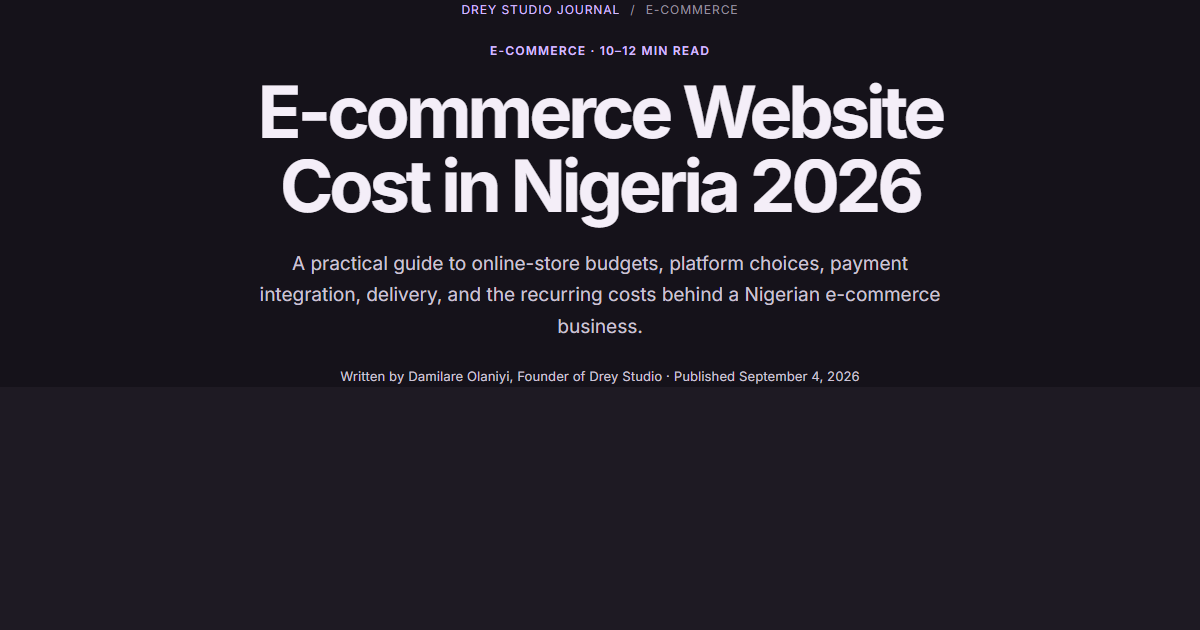 DREY STUDIO JOURNAL / E-COMMERCE
E-COMMERCE · 10–12 MIN READ
E-commerce Website
Cost in Nigeria 2026
A practical guide to online-store budgets, platform choices, payment
integration, delivery, and the recurring costs behind a Nigerian e-commerce
business.
Written by Damilare Olaniyi, Founder of Drey Studio · Published September 4, 2026